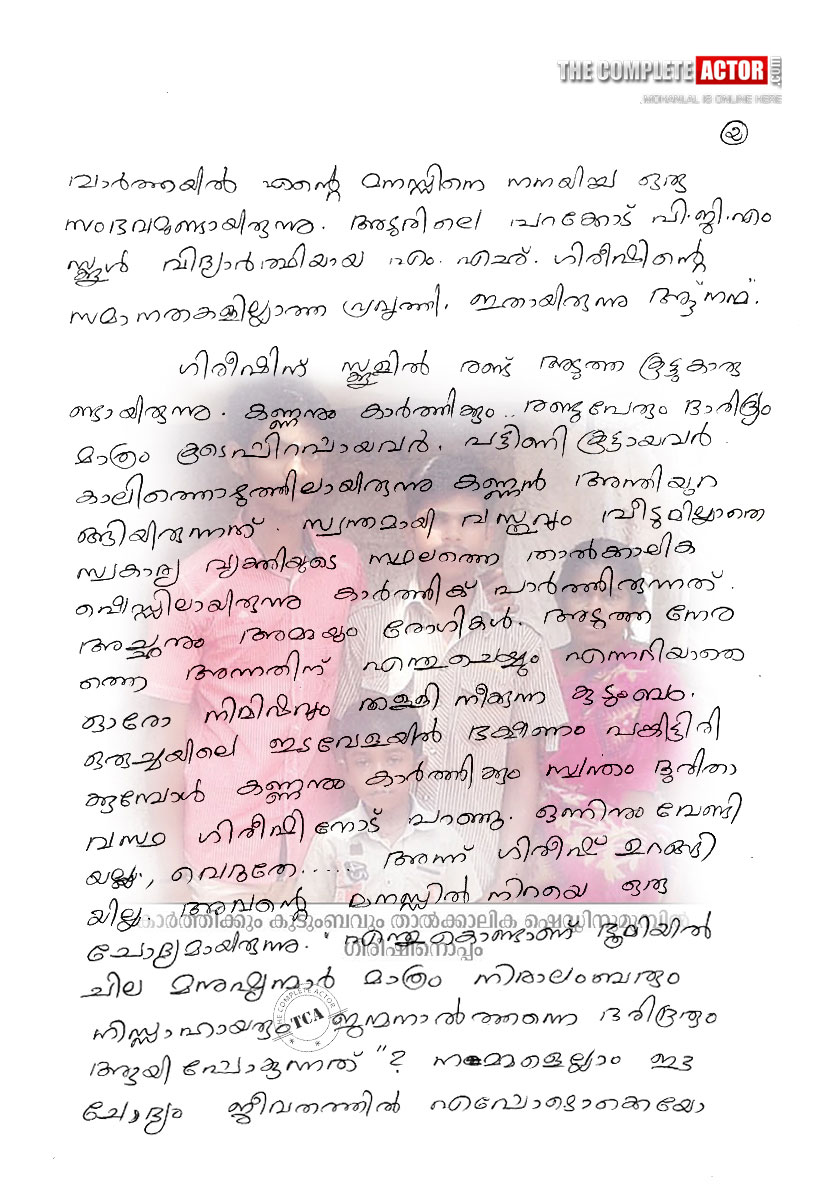 THE COMPLETE ACTOR .COM
MOHANLAL IS ONLINE HERE
൨
വാർത്തയിൽ എന്റെ മനസ്സിനെ നനയിച്ച ഒരു
സംഭവമുണ്ടായിരുന്നു. അടൂരിലെ പറക്കോട് പി.ജി.എം
സ്കൂൾ വിദ്യാർത്ഥിയായ എം. എച്ച്. ഗിരീഷിന്റെ
സമാനതകളില്ലാത്ത പ്രവൃത്തി. ഇതായിരുന്നു ആ "നന്മ".
ഗിരീഷിന് സ്കൂളിൽ രണ്ട് അടുത്ത കൂട്ടുകാരു
ണ്ടായിരുന്നു. കണ്ണനും കാർത്തിക്കും.. രണ്ടുപേരും ദാരിദ്ര്യം
മാത്രം കൂടെപ്പിറപ്പായവർ. പട്ടിണി കൂട്ടായവർ.
കാലിത്തൊഴുത്തിലായിരുന്നു കണ്ണൻ അന്തിയുറ
ങ്ങിയിരുന്നത്. സ്വന്തമായി വസ്തുവും വീടുമില്ലാതെ
സ്വകാര്യ വ്യക്തിയുടെ സ്ഥലത്തെ താൽക്കാലിക
ഷെഡ്ഡിലായിരുന്നു കാർത്തിക് പാർത്തിരുന്നത്.
അച്ഛനും അമ്മയും രോഗികൾ. അടുത്ത നേര
ത്തെ അന്നതിന് എന്തുചെയ്യും എന്നറിയാതെ
ഓരോ നിമിഷവും തള്ളി നീക്കുന്ന കുടുംബം.
ഒരുച്ചയിലെ ഇടവേളയിൽ ഭക്ഷണം പങ്കിട്ടിരി
ക്കുമ്പോൾ കണ്ണനും കാർത്തിക്കും സ്വന്തം ദുരിതാ
വസ്ഥ ഗിരീഷിനോട് പറഞ്ഞു. ഒന്നിനും വേണ്ടി
യല്ല, വെറുതേ..... അന്ന് ഗിരീഷ് ഉറങ്ങി
യില്ല. അവന്റെ മനസ്സിൽ നിറയെ ഒരു
കാർത്തിക്കും കുടുംബവും താൽക്കാലിക ഷെഡ്ഡിനുമുമ്പിൽ
ചോദ്യമായിരുന്നു. "എന്തുകൊണ്ടാണ് ഭൂമിയിൽ
ഗിരീഷിനൊപ്പം
ചില മനുഷ്യന്മാർ മാത്രം നിരാലംബരും
നിസ്സഹായരും ജന്മനാൽത്തന്നെ ദരിദ്രരും
THE COMPLETE ACTOR
TCA
ആയിപ്പോകുന്നത്"? നമ്മളെല്ലാം ഈ
ചോദ്യം ജീവതത്തിൽ എപ്പോഴൊക്കെയോ